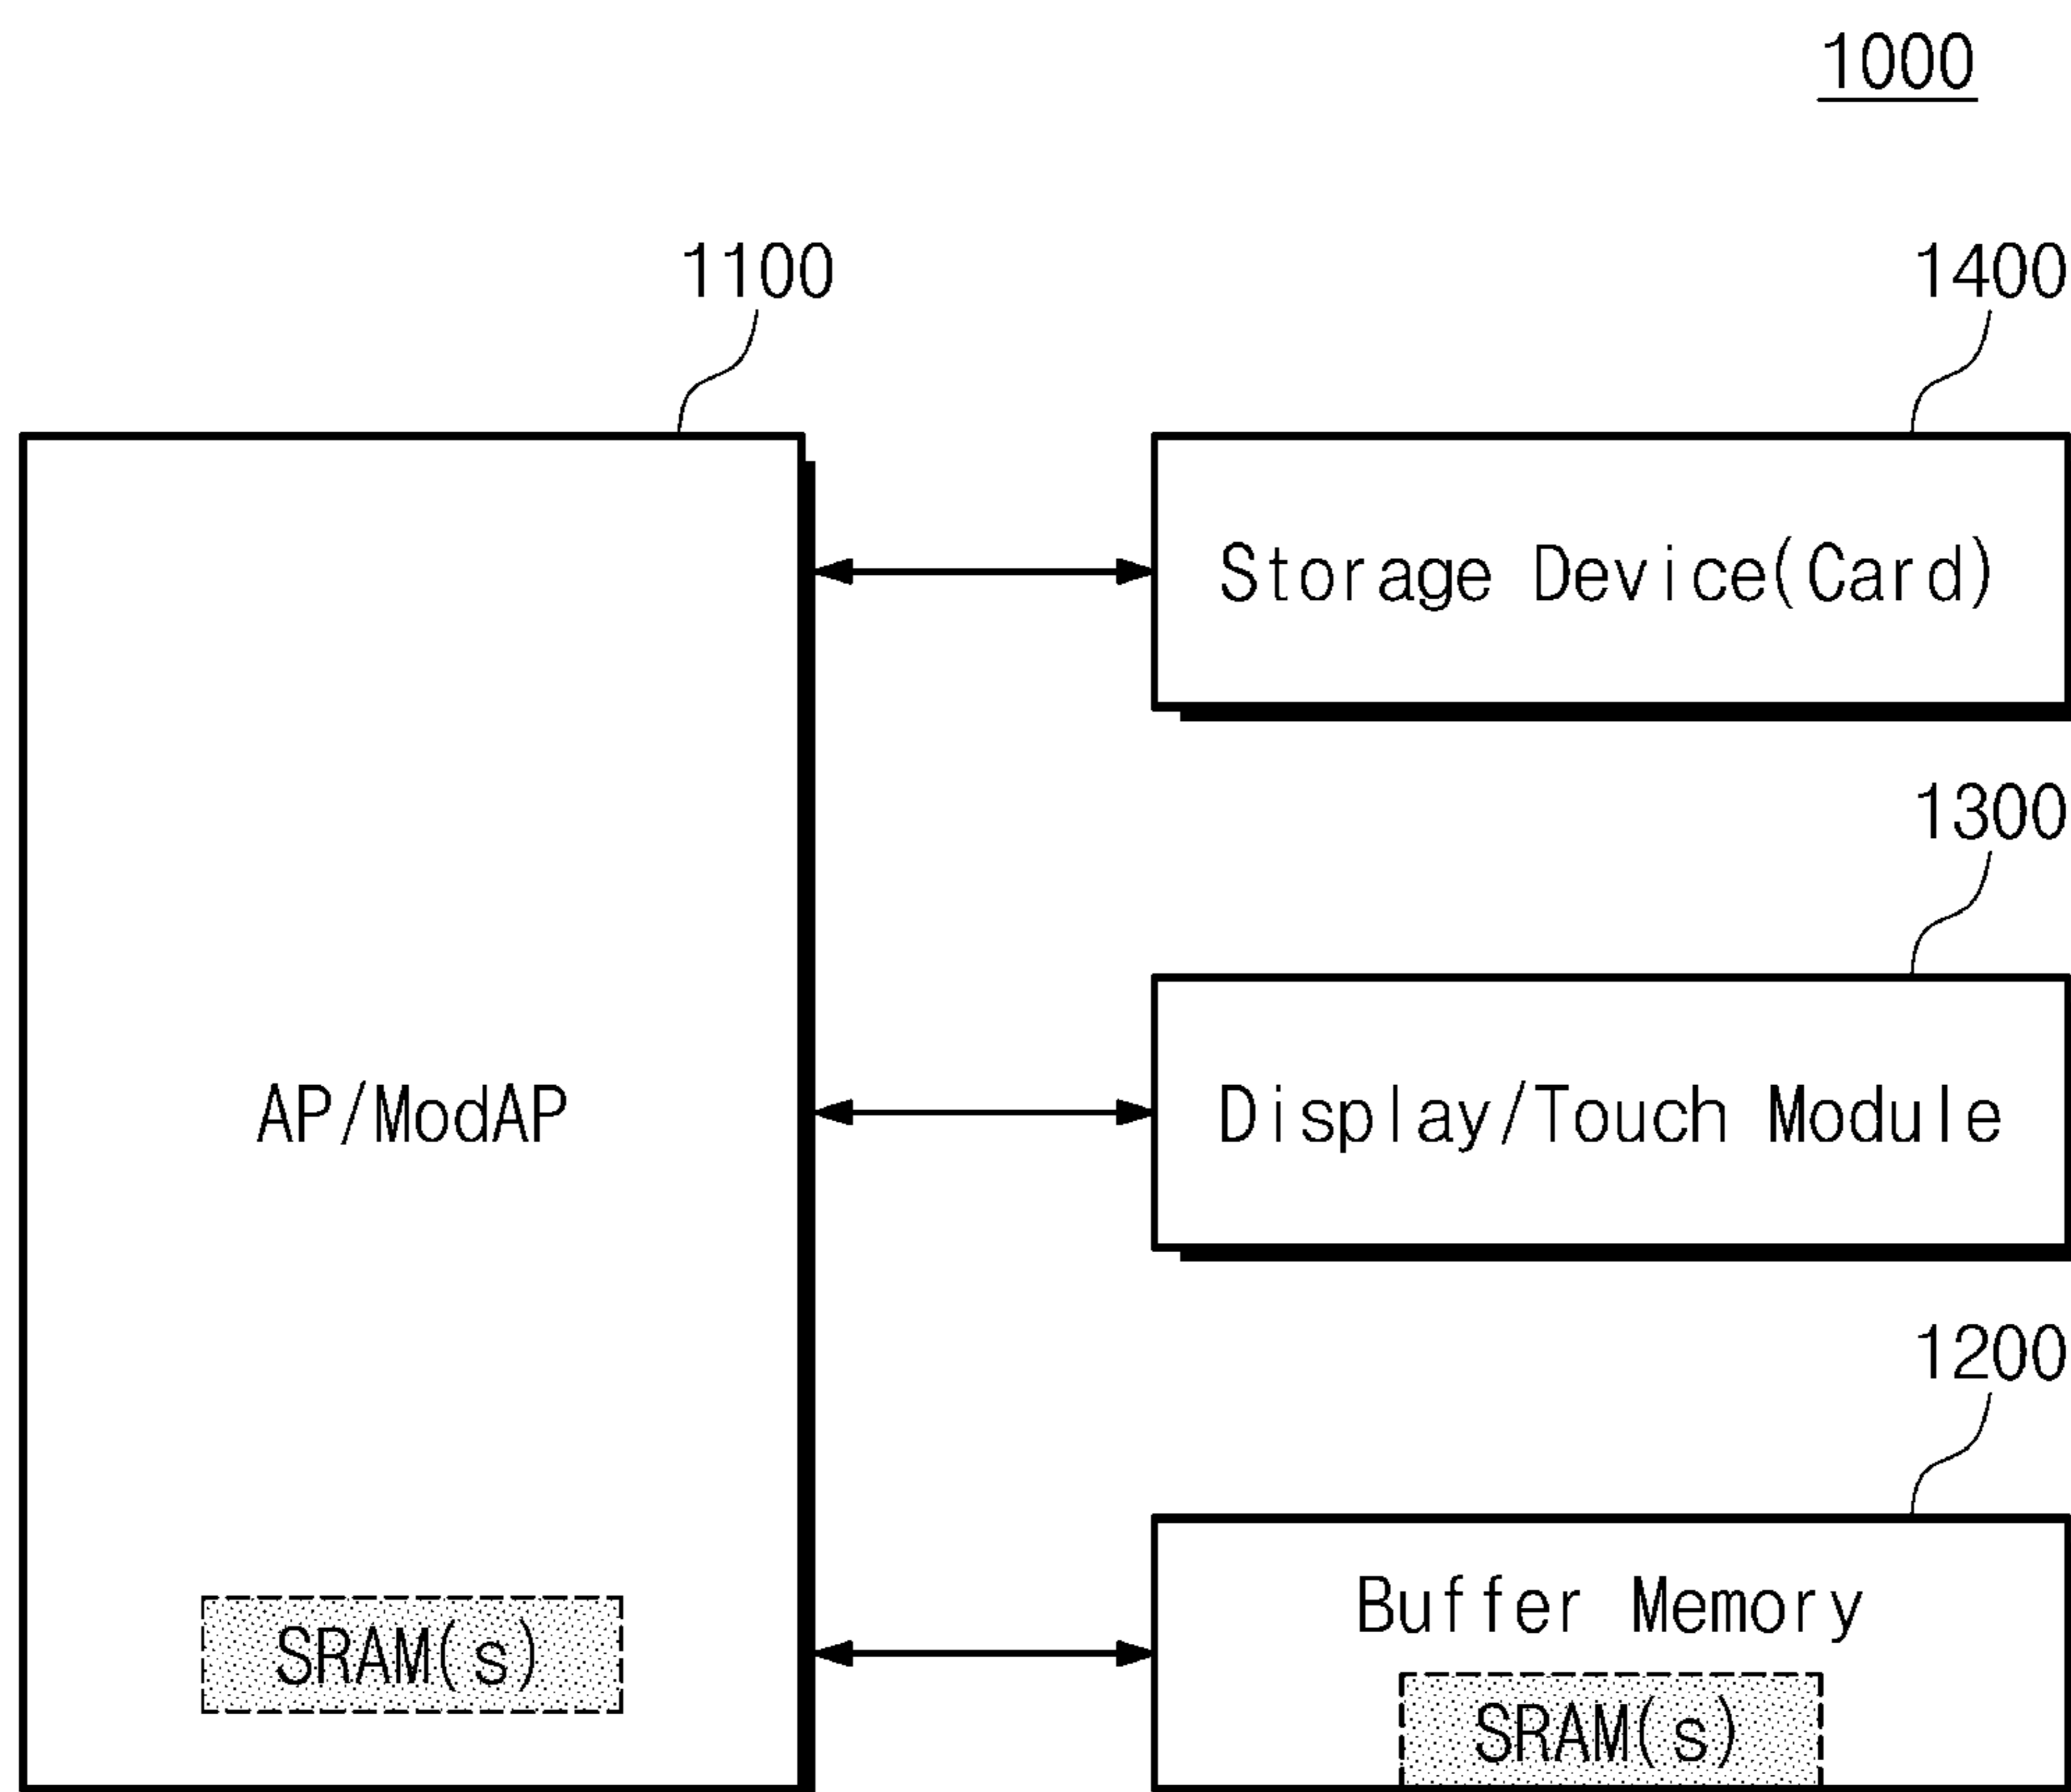 1000
1100
1400
Storage Device(Card)
1300
AP/ModAP
Display/Touch Module
1200
Buffer Memory
SRAM(s)
SRAM(s)